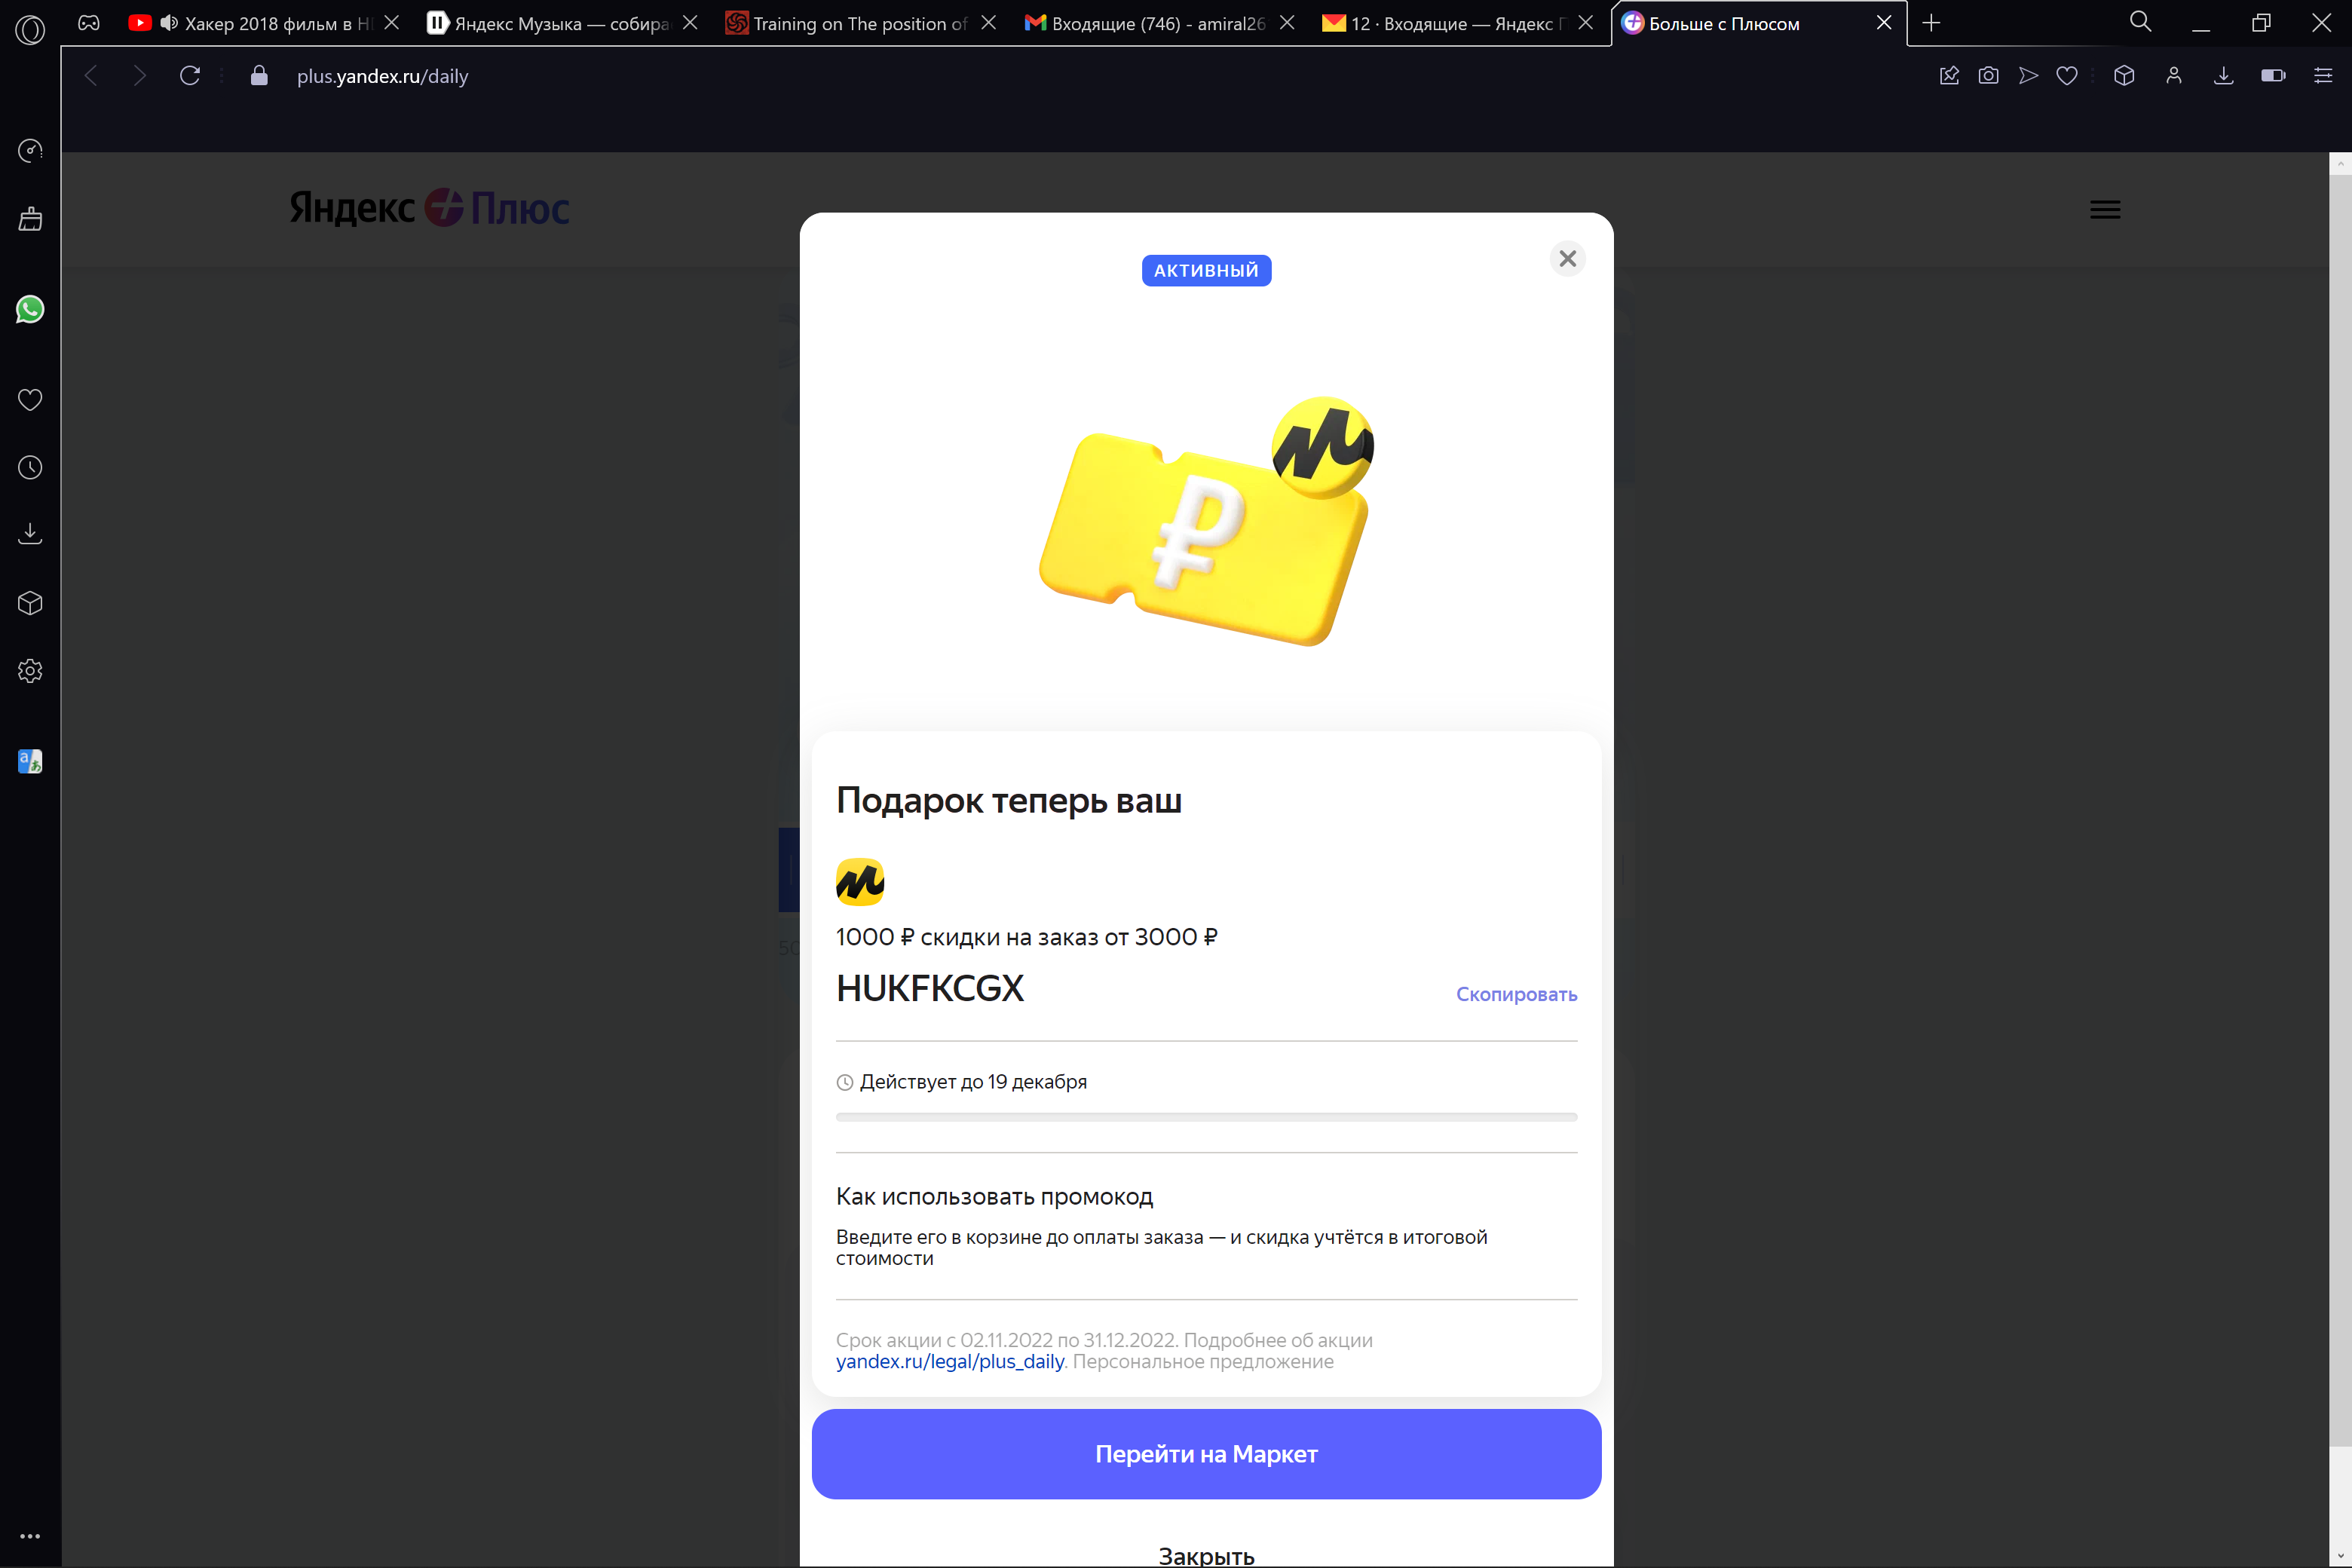 Хакер 2018 фильм в H
Яндекс Музыка — собира
Training on The position of
Входящие (746) - amiral26
12 · Входящие — Яндекс П
Больше с Плюсом
plus.yandex.ru/daily
Яндекс Плюс
АКТИВНЫЙ
₽
Подарок теперь ваш
1000 ₽ скидки на заказ от 3000 ₽
HUKFKCGX
Скопировать
50
Действует до 19 декабря
Как использовать промокод
Введите его в корзине до оплаты заказа — и скидка учтётся в итоговой
стоимости
Срок акции с 02.11.2022 по 31.12.2022. Подробнее об акции
yandex.ru/legal/plus_daily. Персональное предложение
Перейти на Маркет
Закрыть